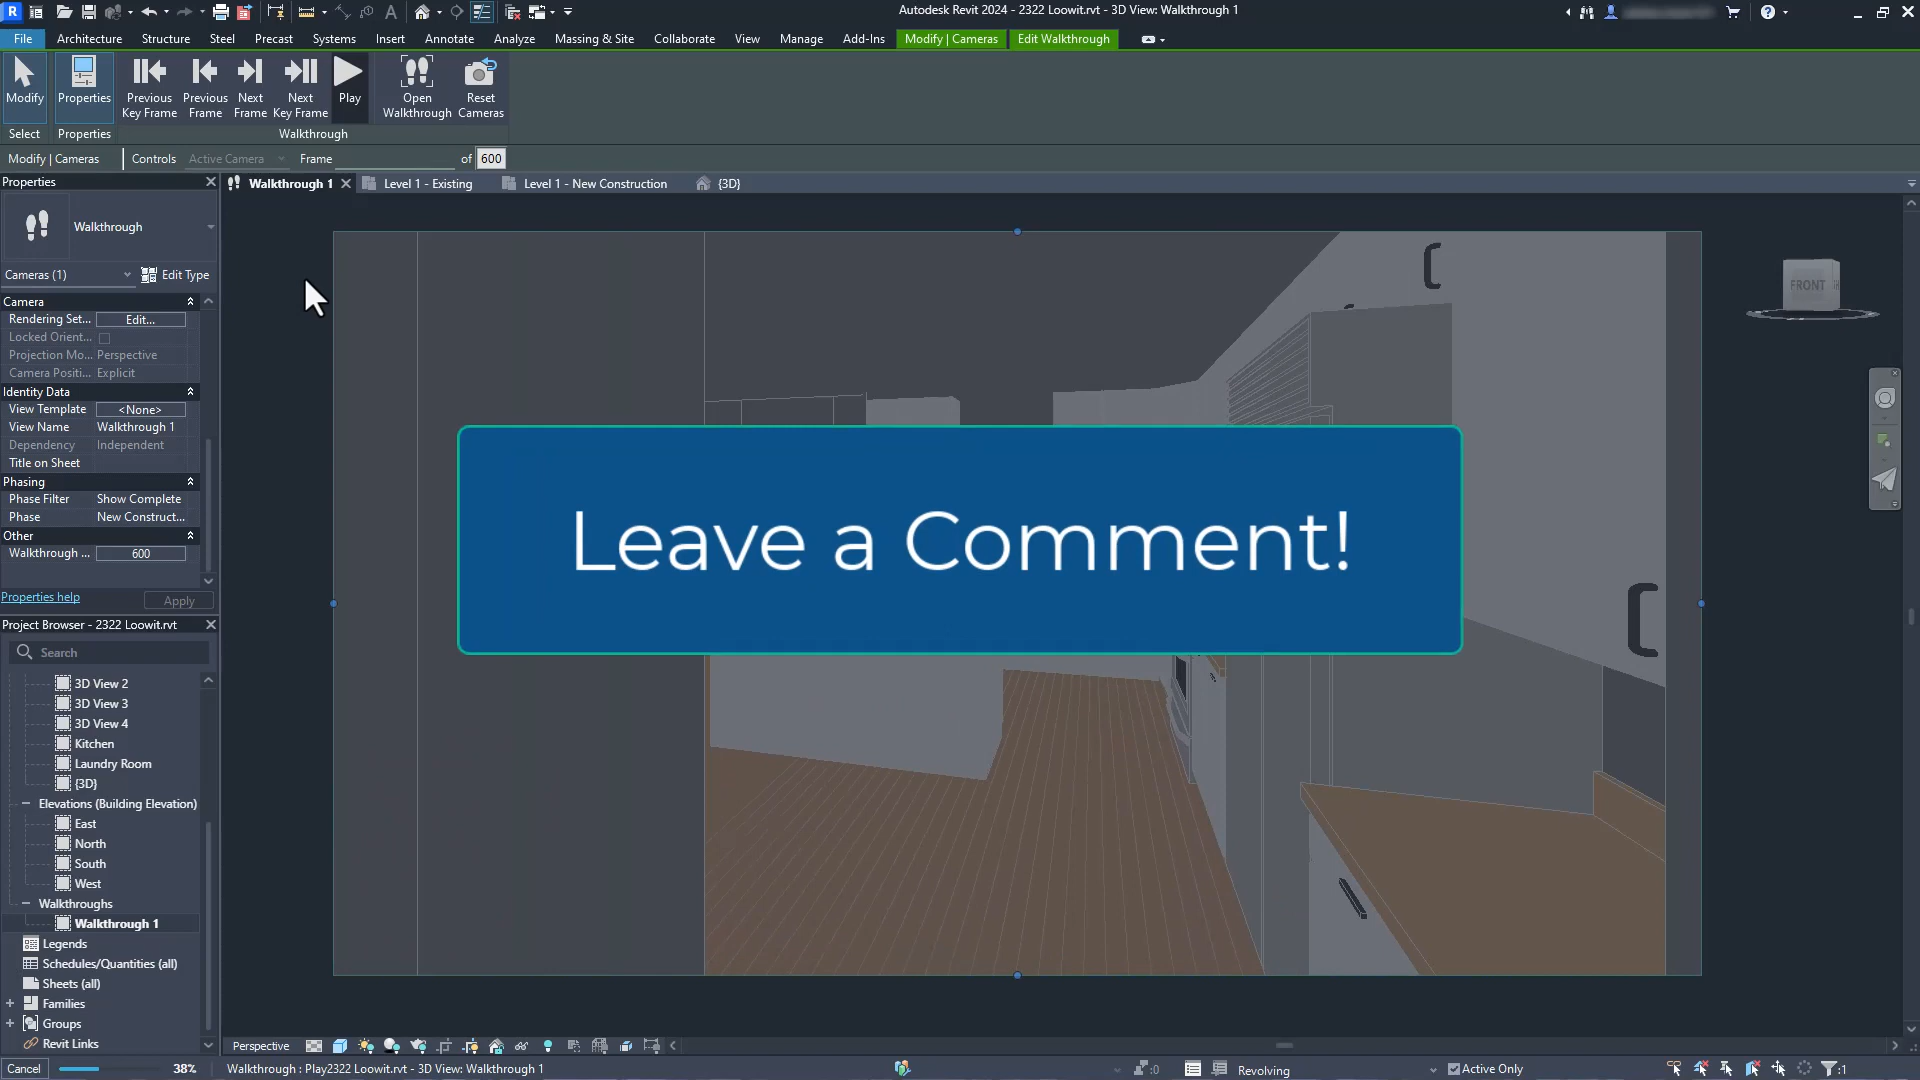 Autodesk Revit 2024 - 2322 Loowit.rvt - 3D View: Walkthrough 1
File Architecture Structure Steel Precast Systems Insert Annotate Analyze Massing & Site Collaborate View Manage Add-Ins Modify | Cameras Edit Walkthrough
Modify Properties Previous Key Frame Previous Frame Next Frame Next Key Frame Play Open Walkthrough Reset Cameras
Select Properties Walkthrough
Modify | Cameras Controls Active Camera Frame of 600
Properties
Walkthrough 1 Level 1 - Existing Level 1 - New Construction {3D}
Walkthrough
Cameras (1) Edit Type
Camera
Rendering Set... Edit...
Locked Orient...
Projection Mo... Perspective
Camera Positi... Explicit
Identity Data
View Template <None>
View Name Walkthrough 1
Dependency Independent
Title on Sheet
Phasing
Phase Filter Show Complete
Phase New Construct...
Other
Walkthrough ... 600
Properties help Apply
FRONT
Leave a Comment!
Project Browser - 2322 Loowit.rvt
Search
3D View 2
3D View 3
3D View 4
Kitchen
Laundry Room
{3D}
Elevations (Building Elevation)
East
North
South
West
Walkthroughs
Walkthrough 1
Legends
Schedules/Quantities (all)
Sheets (all)
Families
Groups
Revit Links
Perspective
Cancel 38% Walkthrough : Play2322 Loowit.rvt - 3D View: Walkthrough 1 :0 Revolving Active Only :1